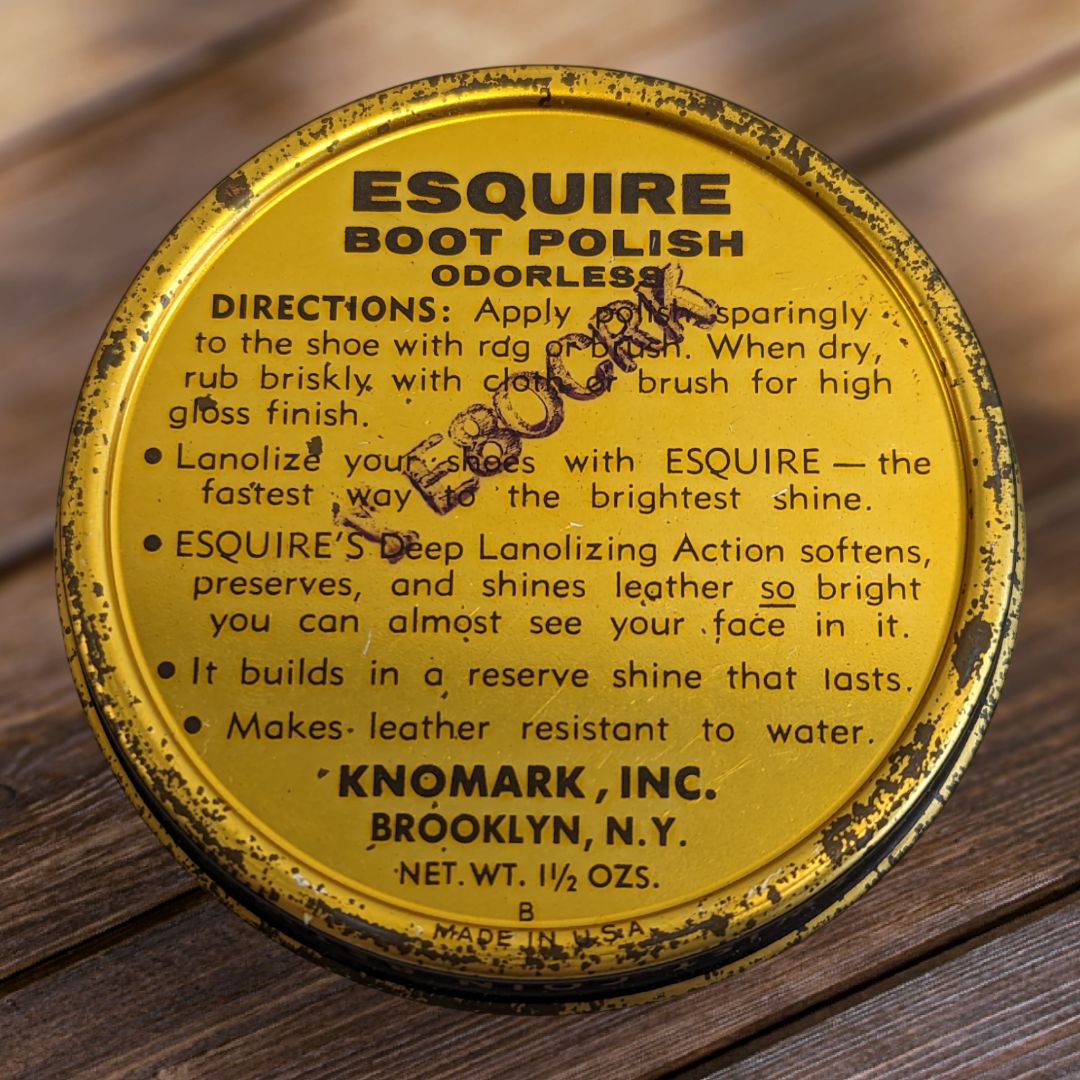 ESQUIRE
BOOT POLISH
ODORLESS
DIRECTIONS: Apply polish sparingly
to the shoe with rag or brush. When dry,
rub briskly with cloth or brush for high
gloss finish.
• Lanolize your shoes with ESQUIRE — the
fastest way to the brightest shine.
• ESQUIRE'S Deep Lanolizing Action softens,
preserves, and shines leather so bright
you can almost see your face in it.
• It builds in a reserve shine that lasts.
• Makes leather resistant to water.
KNOMARK, INC.
BROOKLYN, N.Y.
NET. WT. 1 1/2 OZS.
B
MADE IN U.S.A.